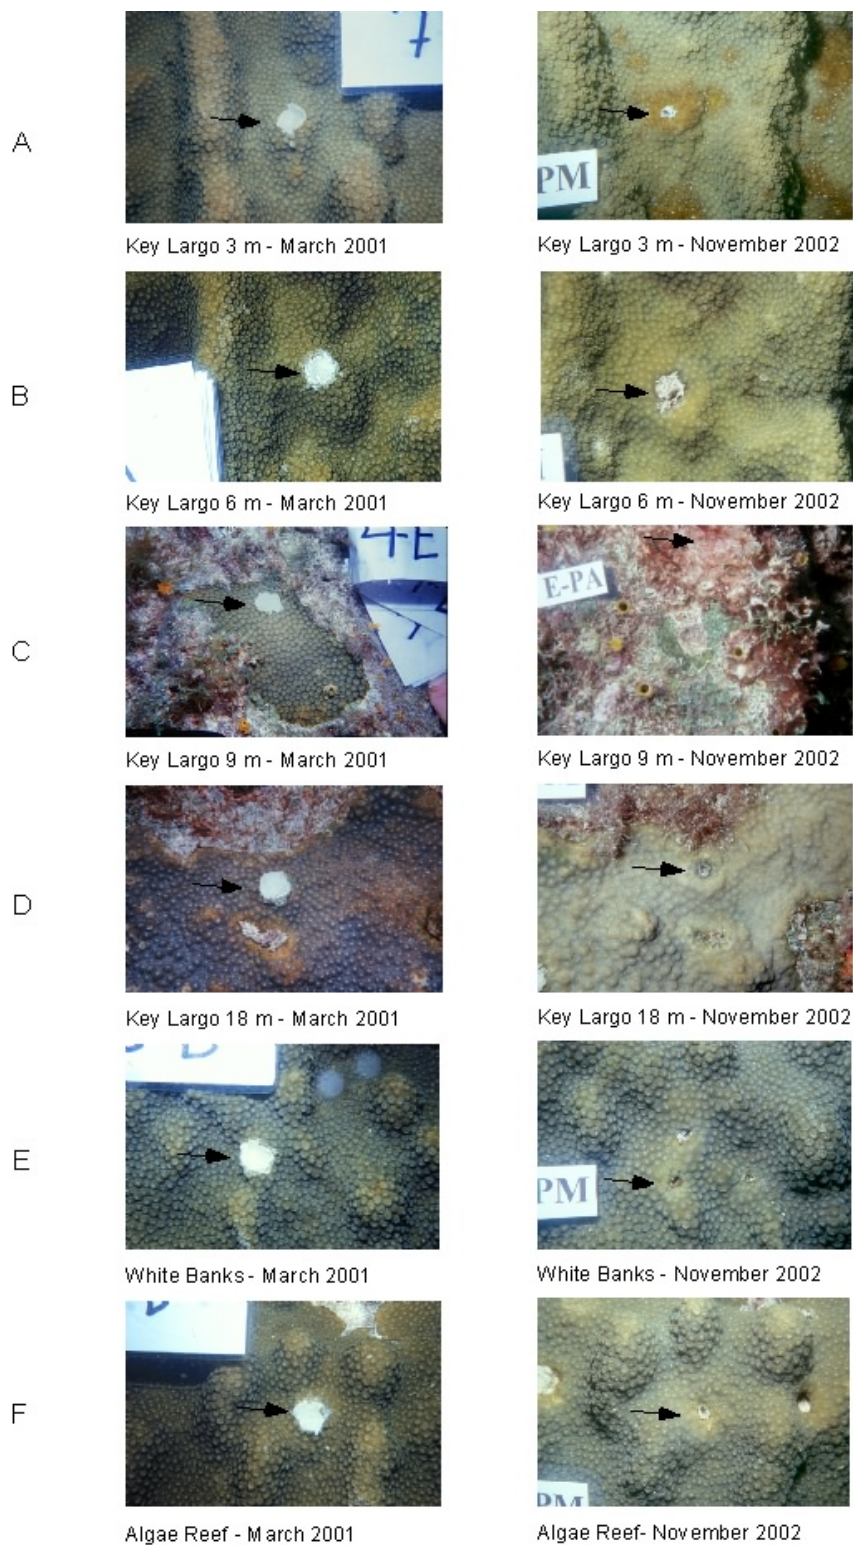 A
7
PM
Key Largo 3 m - March 2001
Key Largo 3 m - November 2002
B
Key Largo 6 m - March 2001
Key Largo 6 m - November 2002
C
4-E
E-PA
Key Largo 9 m - March 2001
Key Largo 9 m - November 2002
D
Key Largo 18 m - March 2001
Key Largo 18 m - November 2002
E
PM
White Banks - March 2001
White Banks - November 2002
F
PM
Algae Reef - March 2001
Algae Reef- November 2002